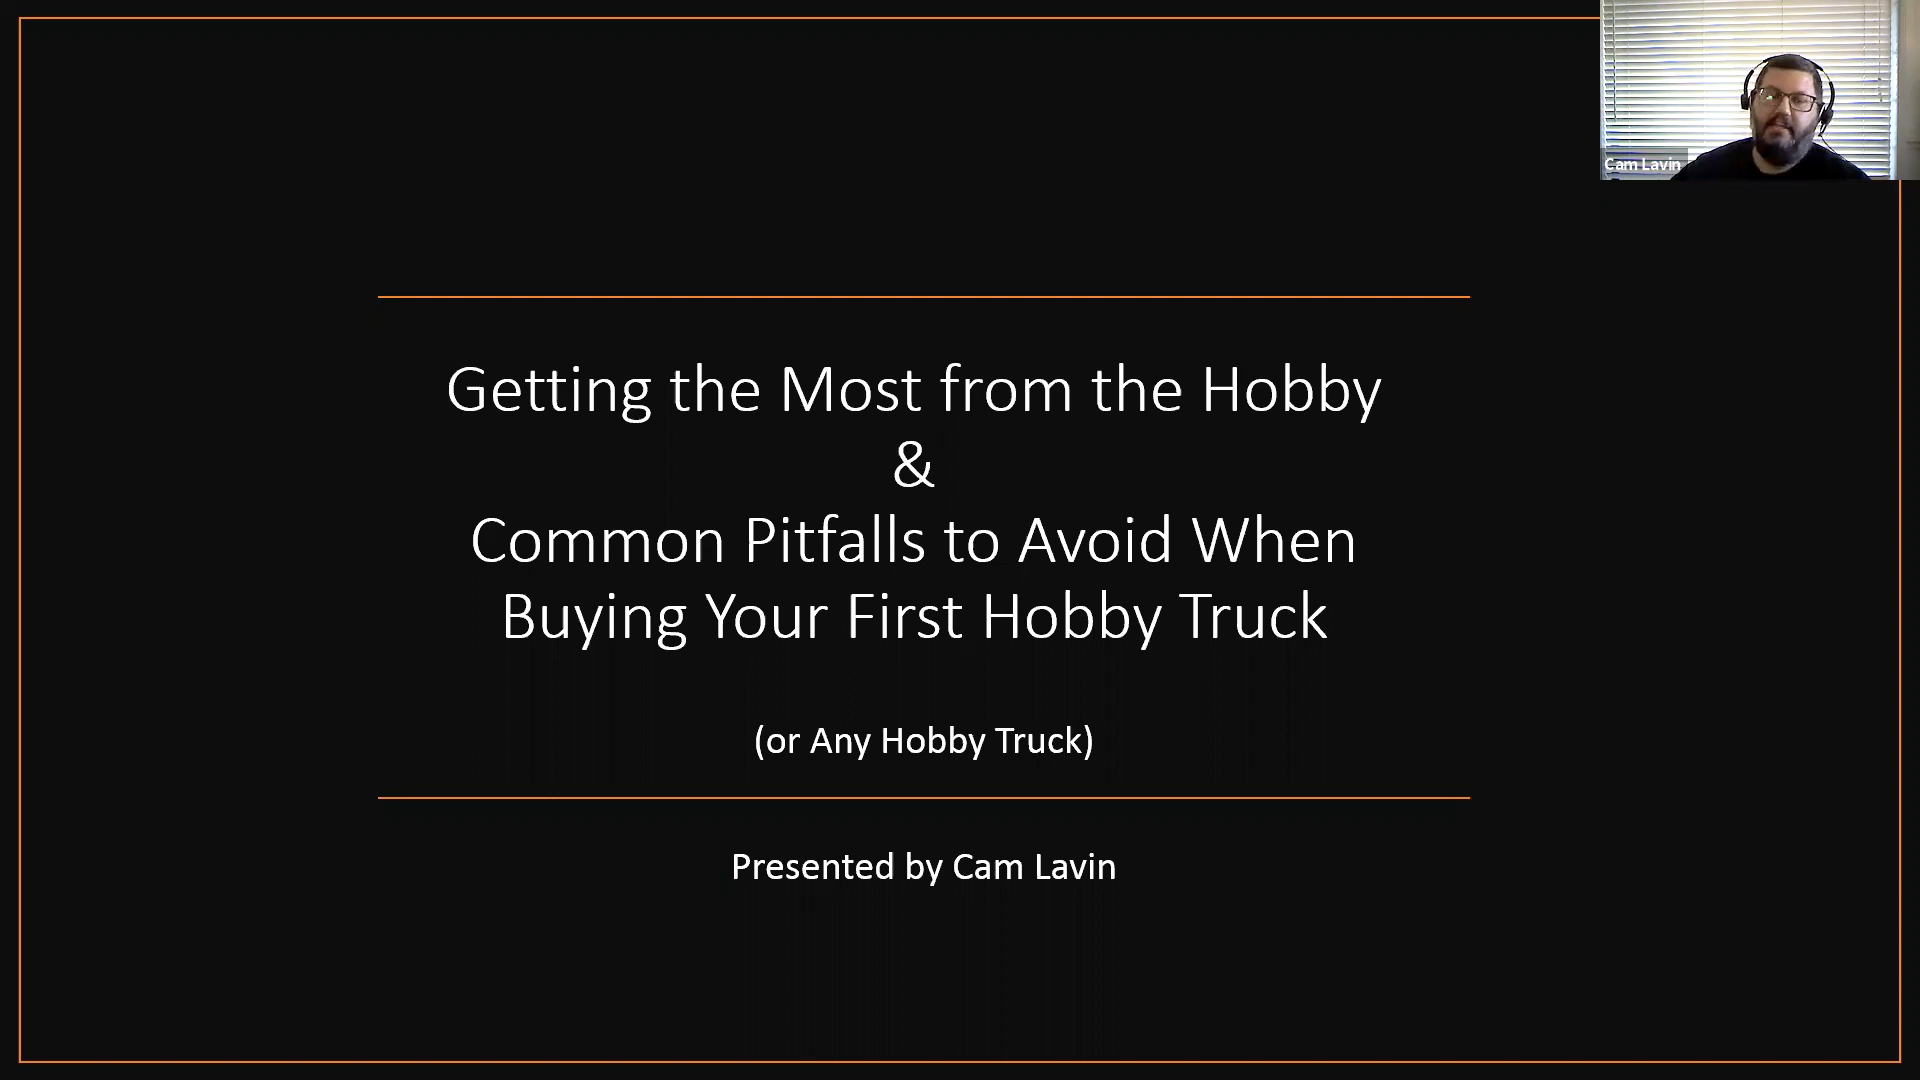 Cam Lavin
Getting the Most from the Hobby
&
Common Pitfalls to Avoid When
Buying Your First Hobby Truck
(or Any Hobby Truck)
Presented by Cam Lavin